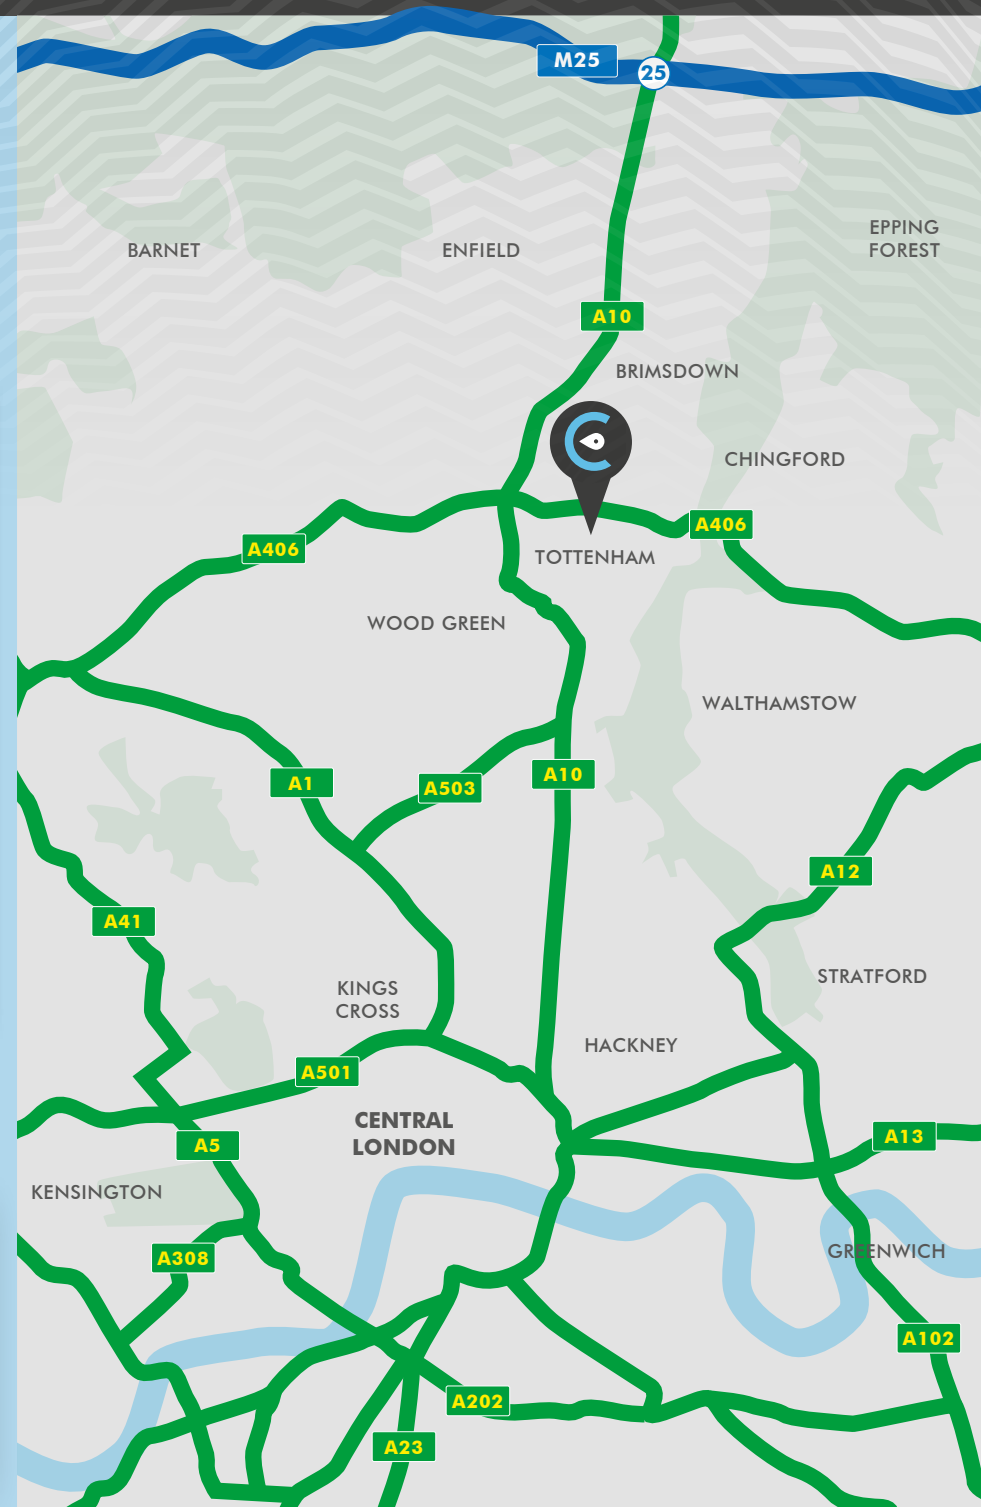 M25
25
EPPING
FOREST
BARNET
ENFIELD
A10
BRIMSDOWN
CHINGFORD
A406
A406
TOTTENHAM
WOOD GREEN
WALTHAMSTOW
A1
A503
A10
A12
A41
STRATFORD
KINGS
CROSS
HACKNEY
A501
CENTRAL
LONDON
A13
A5
KENSINGTON
GREENWICH
A308
A102
A202
A23